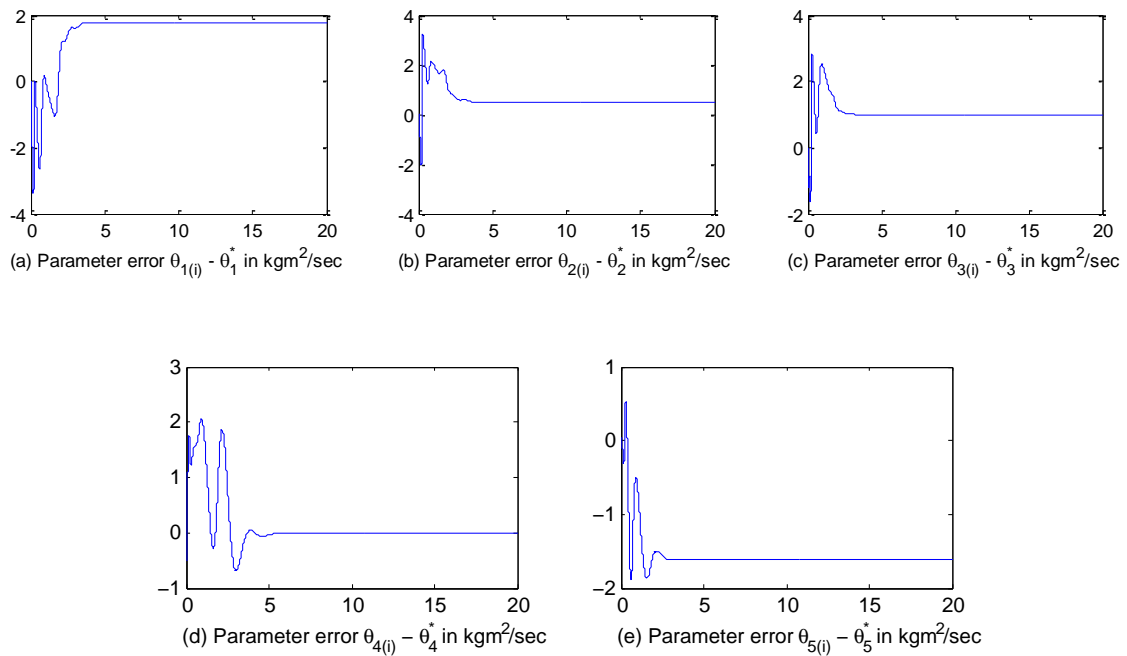 2
0
-2
-4
0 5 10 15 20
(a) Parameter error θ1(i) - θ1* in kgm²/sec
4
2
0
-2
-4
0 5 10 15 20
(b) Parameter error θ2(i) - θ2* in kgm²/sec
4
2
0
-2
0 5 10 15 20
(c) Parameter error θ3(i) - θ3* in kgm²/sec
3
2
1
0
−1
0 5 10 15 20
(d) Parameter error θ4(i) − θ4* in kgm²/sec
1
0
−1
−2
0 5 10 15 20
(e) Parameter error θ5(i) − θ5* in kgm²/sec